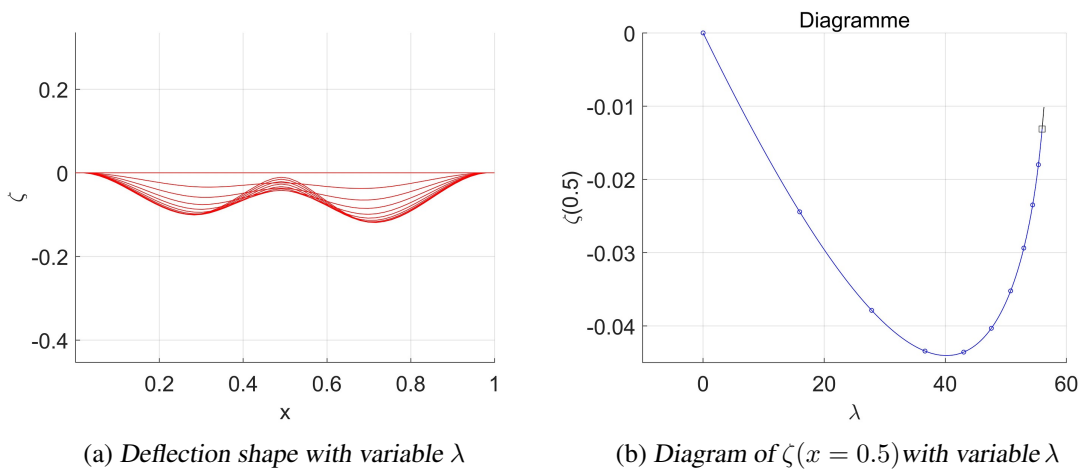 0.2
0
-0.2
-0.4
ζ
0.2
0.4
0.6
0.8
1
x
Diagramme
0
-0.01
-0.02
-0.03
-0.04
ζ(0.5)
0
20
40
60
λ
(a) Deflection shape with variable λ
(b) Diagram of ζ(x = 0.5) with variable λ